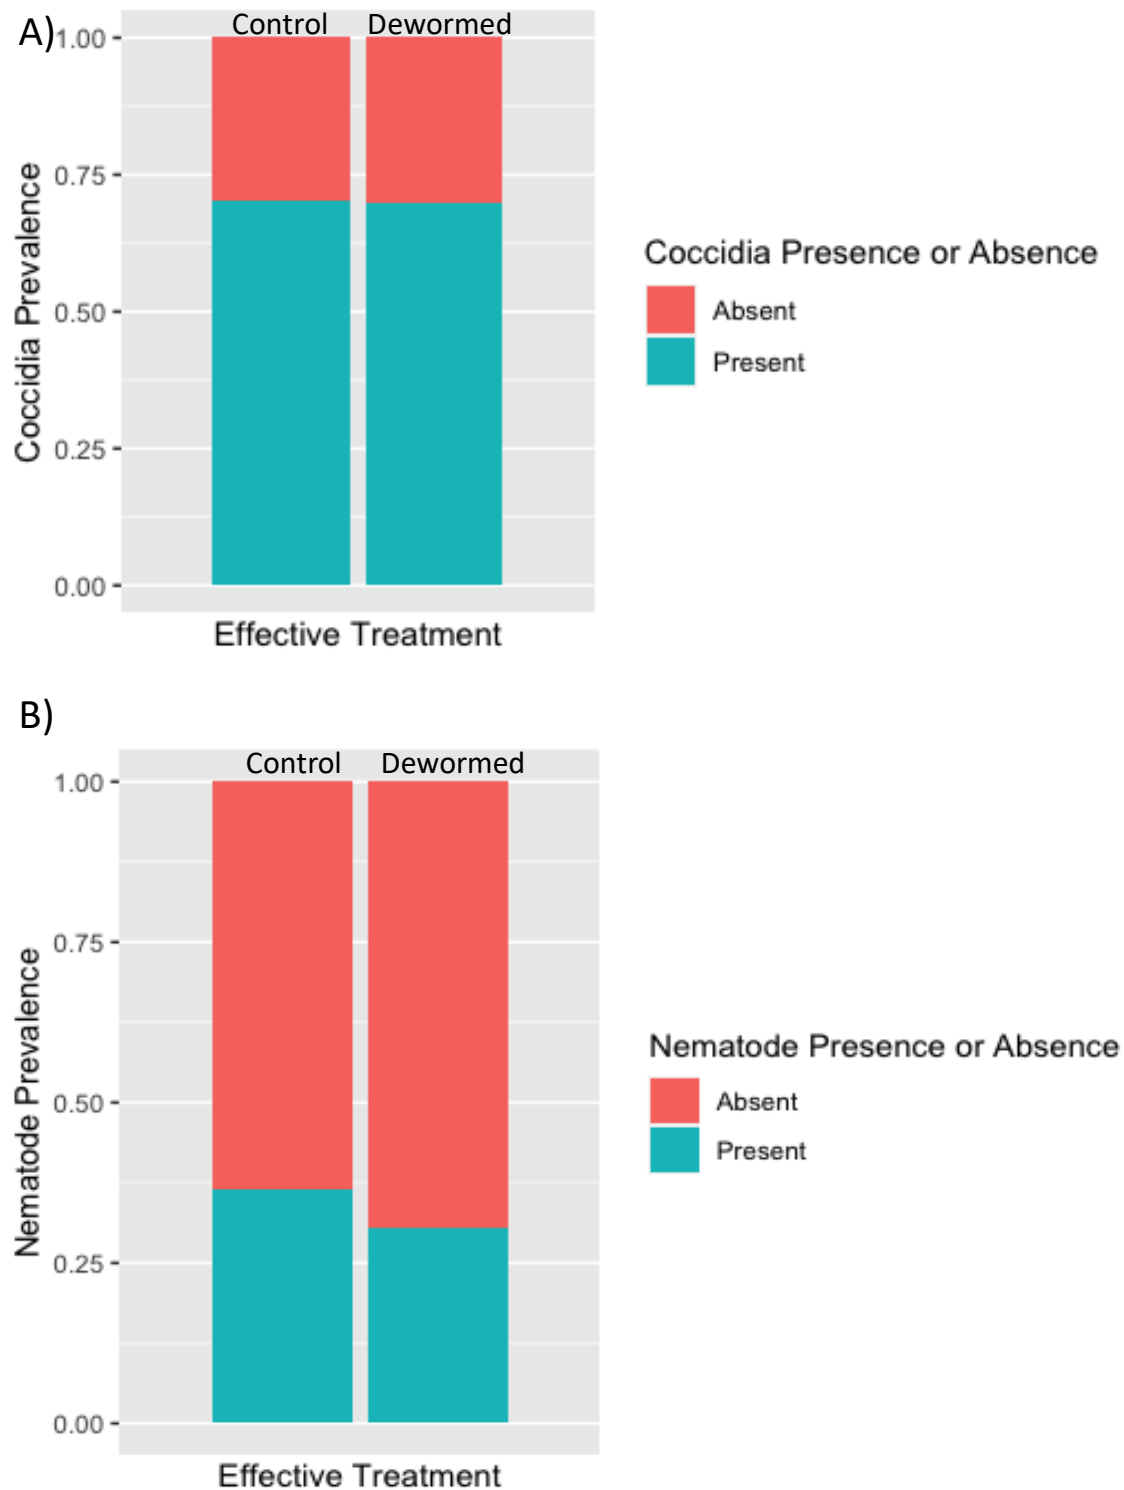 A)
Control Dewormed
1.00
0.75
0.50
0.25
0.00
Coccidia Prevalence
Effective Treatment
Coccidia Presence or Absence
Absent
Present
B)
Control Dewormed
1.00
0.75
0.50
0.25
0.00
Nematode Prevalence
Effective Treatment
Nematode Presence or Absence
Absent
Present